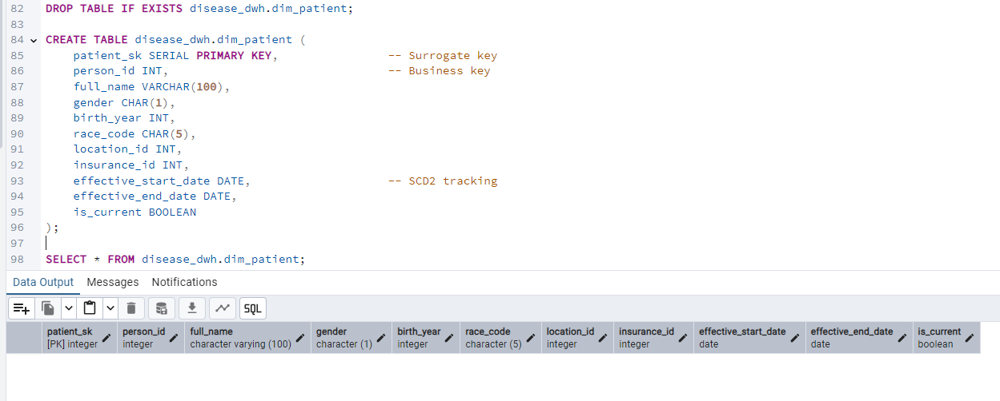 82 DROP TABLE IF EXISTS disease_dwh.dim_patient;
83
84 CREATE TABLE disease_dwh.dim_patient (
85 patient_sk SERIAL PRIMARY KEY, -- Surrogate key
86 person_id INT, -- Business key
87 full_name VARCHAR(100),
88 gender CHAR(1),
89 birth_year INT,
90 race_code CHAR(5),
91 location_id INT,
92 insurance_id INT,
93 effective_start_date DATE, -- SCD2 tracking
94 effective_end_date DATE,
95 is_current BOOLEAN
96 );
97
98 SELECT * FROM disease_dwh.dim_patient;
Data Output Messages Notifications
SQL
patient_sk person_id full_name gender birth_year race_code location_id insurance_id effective_start_date effective_end_date is_current
[PK] integer integer character varying (100) character (1) integer character (5) integer integer date date boolean